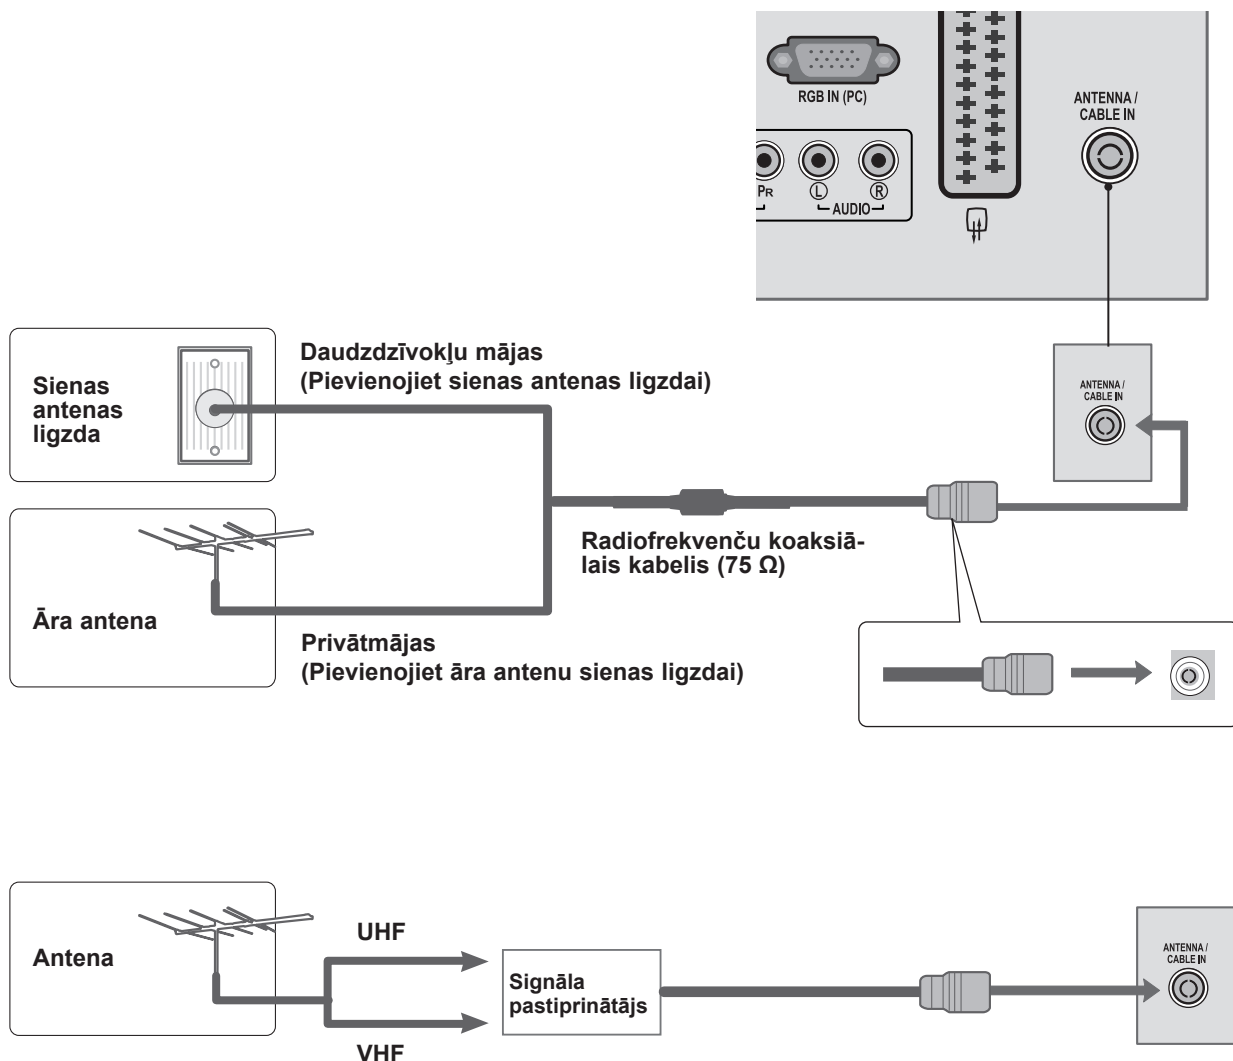 RGB IN (PC)
ANTENNA /
CABLE IN
PR
L
R
AUDIO
Sienas
antenas
ligzda
Daudzdzīvokļu mājas
(Pievienojiet sienas antenas ligzdai)
ANTENNA /
CABLE IN
Radiofrekvenču koaksiā-
lais kabelis (75 Ω)
Āra antena
Privātmājas
(Pievienojiet āra antenu sienas ligzdai)
Antena
UHF
VHF
Signāla
pastiprinātājs
ANTENNA /
CABLE IN